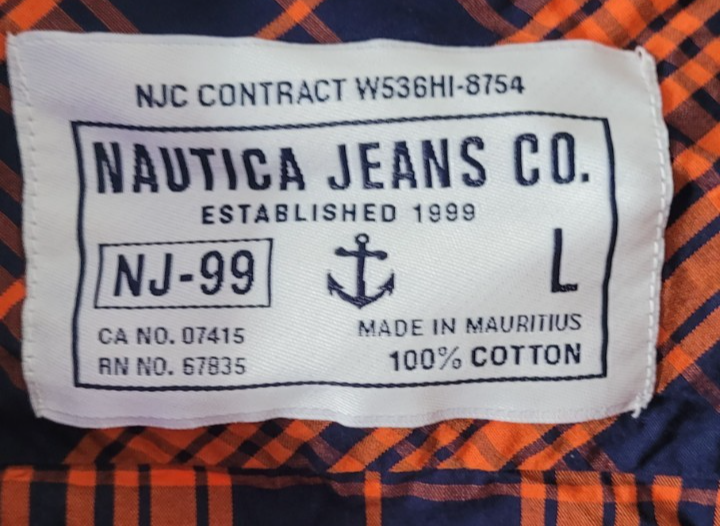 NJC CONTRACT W536HI-8754
NAUTICA JEANS CO.
ESTABLISHED 1999
NJ-99
L
CA NO. 07415
MADE IN MAURITIUS
RN NO. 67835
100% COTTON